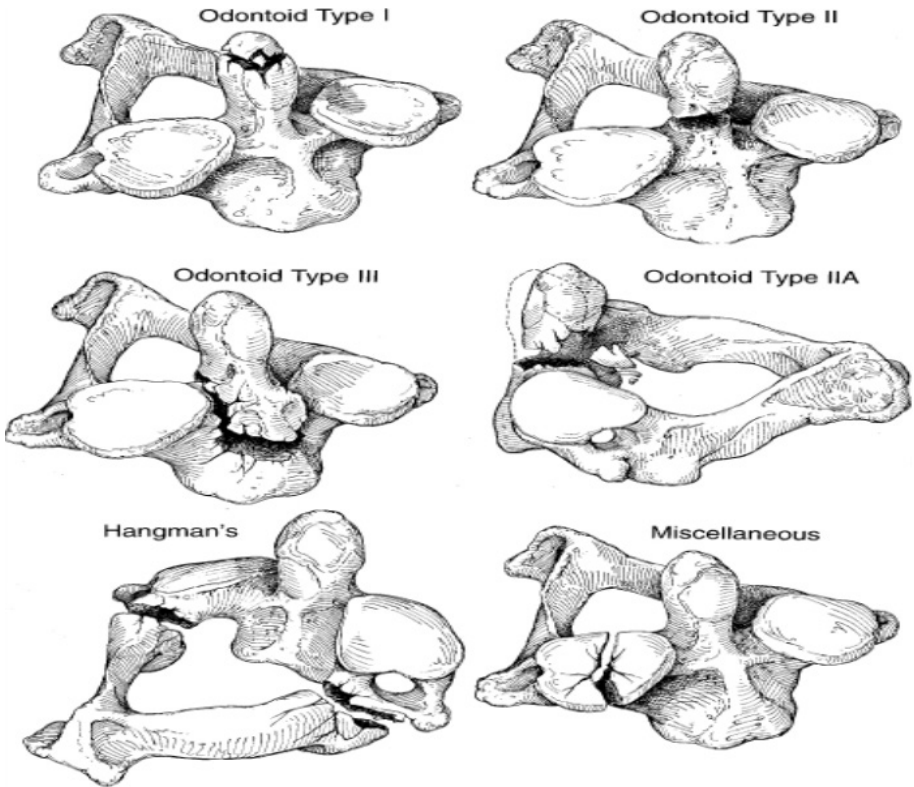 Odontoid Type I
Odontoid Type II
Odontoid Type III
Odontoid Type IIA
Hangman's
Miscellaneous